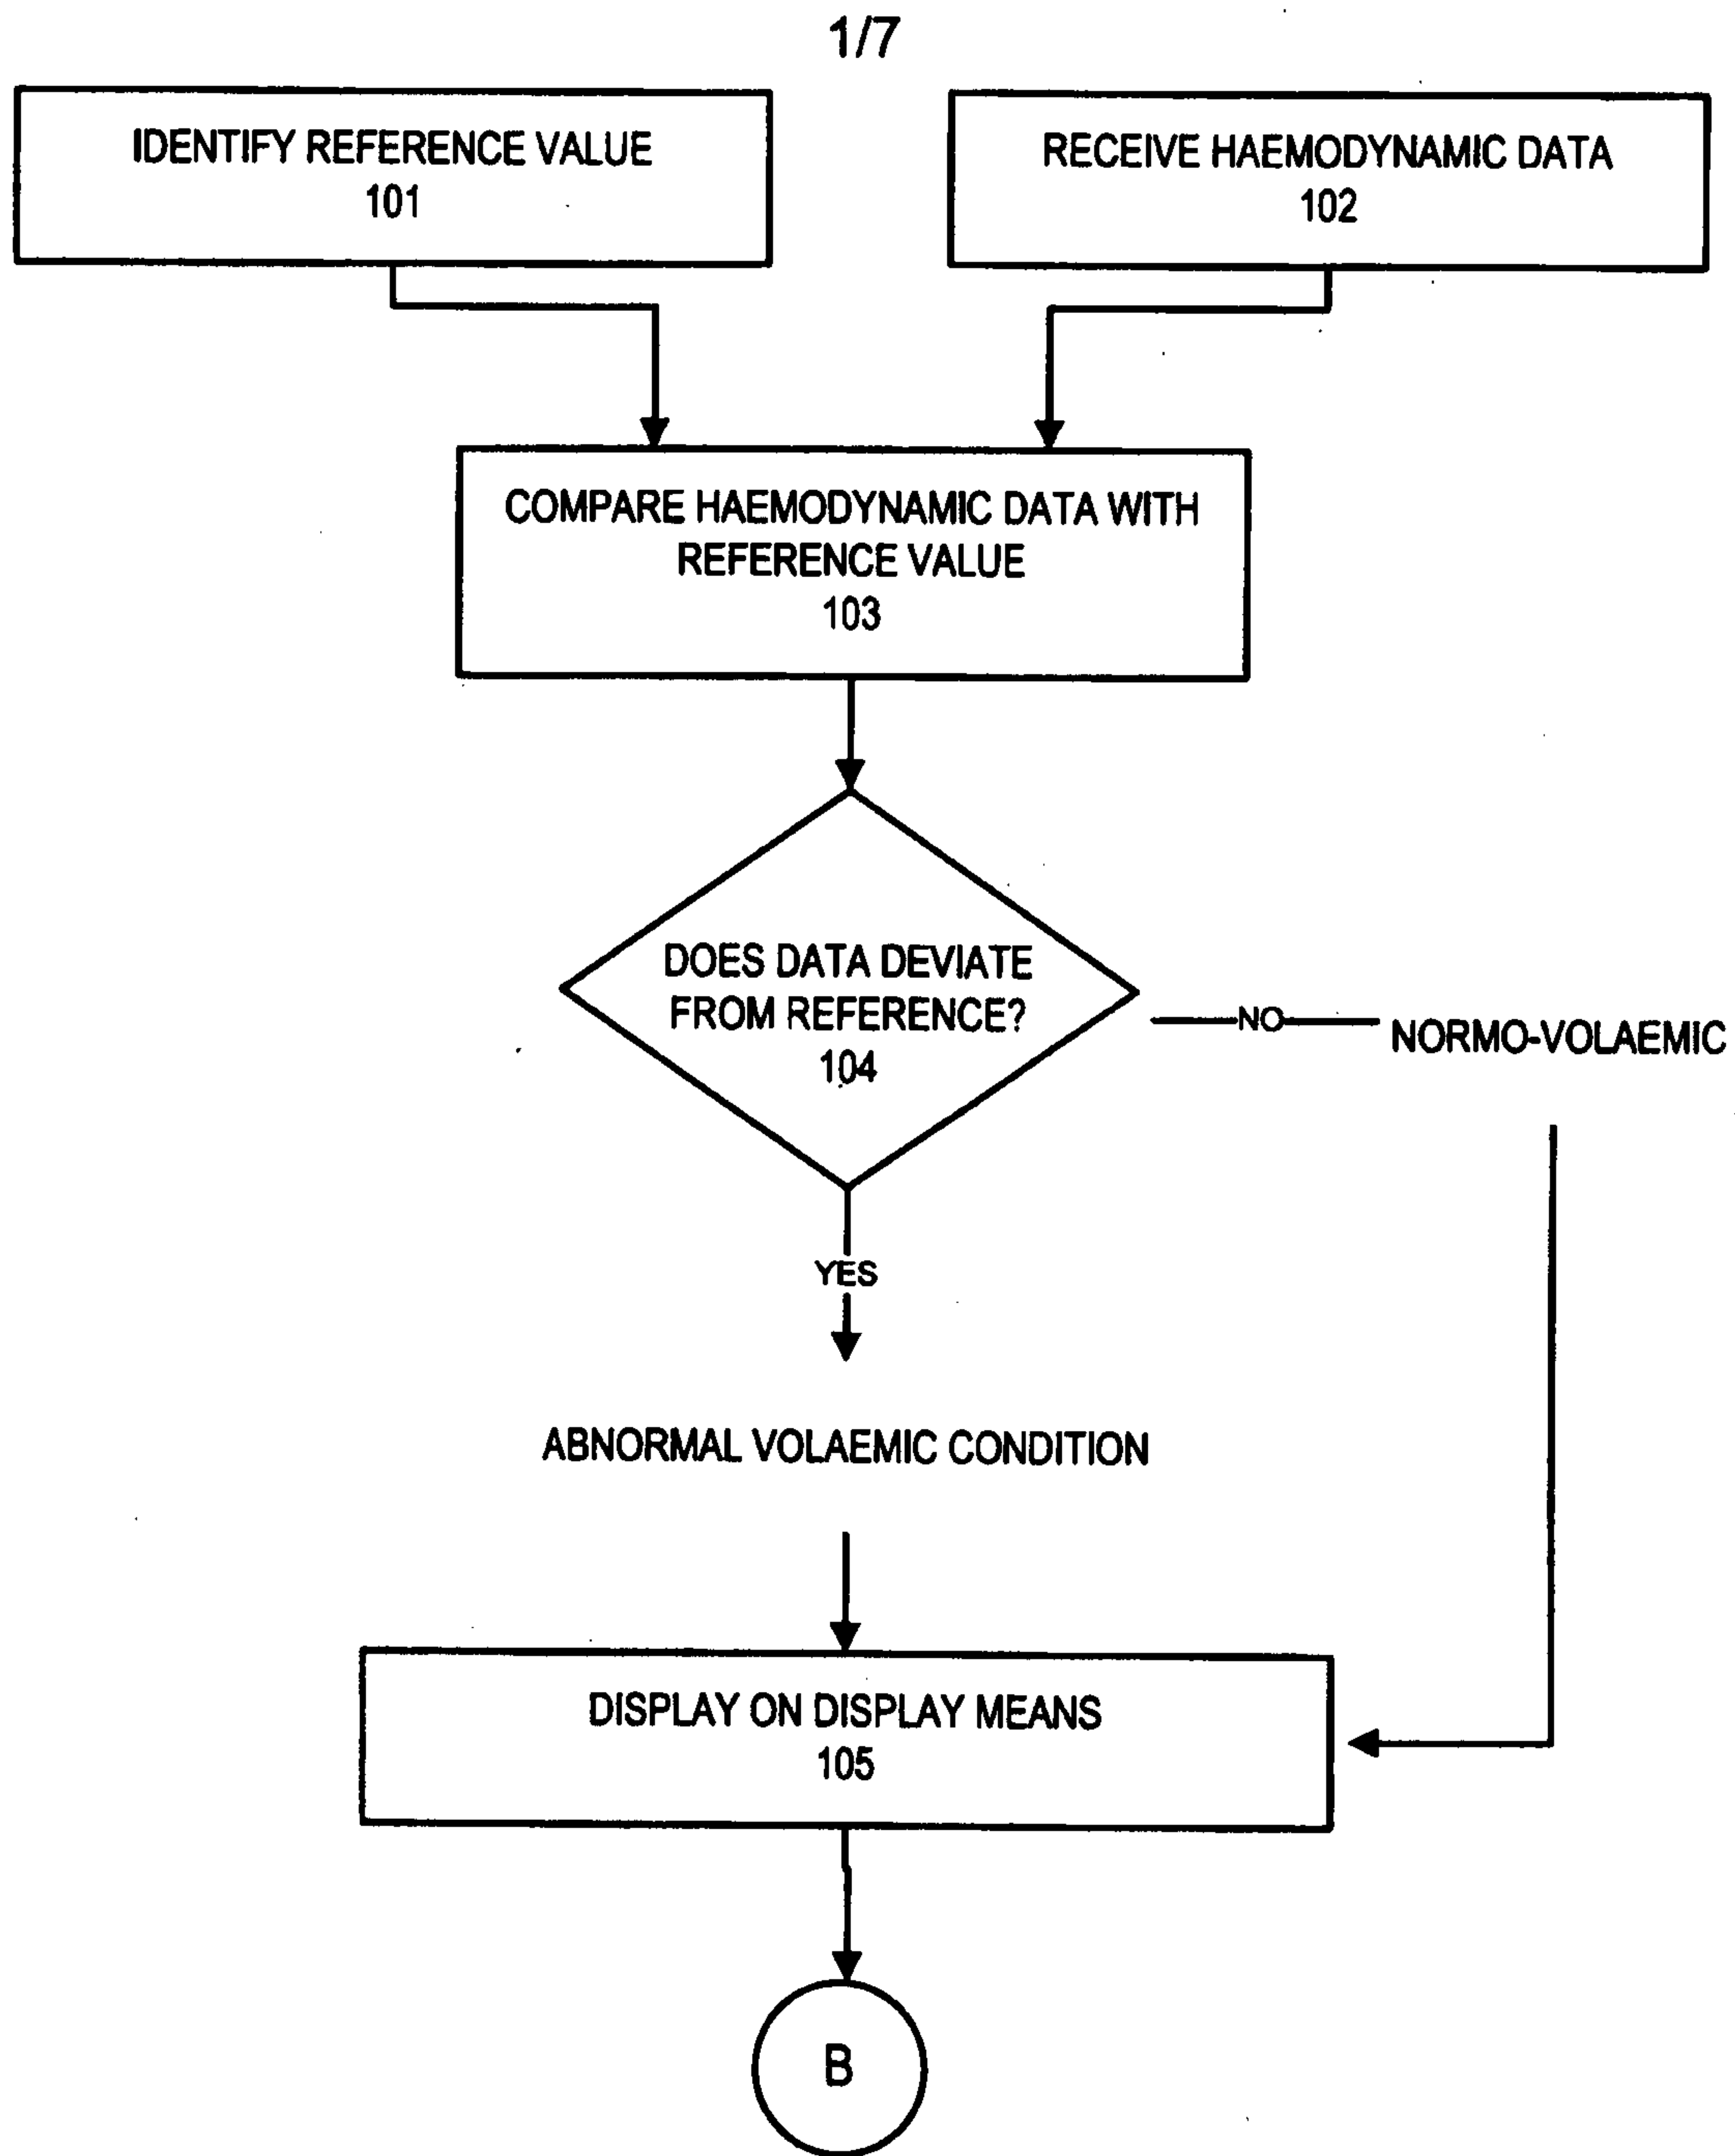 1/7
IDENTIFY REFERENCE VALUE
101
RECEIVE HAEMODYNAMIC DATA
102
COMPARE HAEMODYNAMIC DATA WITH
REFERENCE VALUE
103
DOES DATA DEVIATE
FROM REFERENCE?
104
NO
NORMO-VOLAEMIC
YES
ABNORMAL VOLAEMIC CONDITION
DISPLAY ON DISPLAY MEANS
105
B